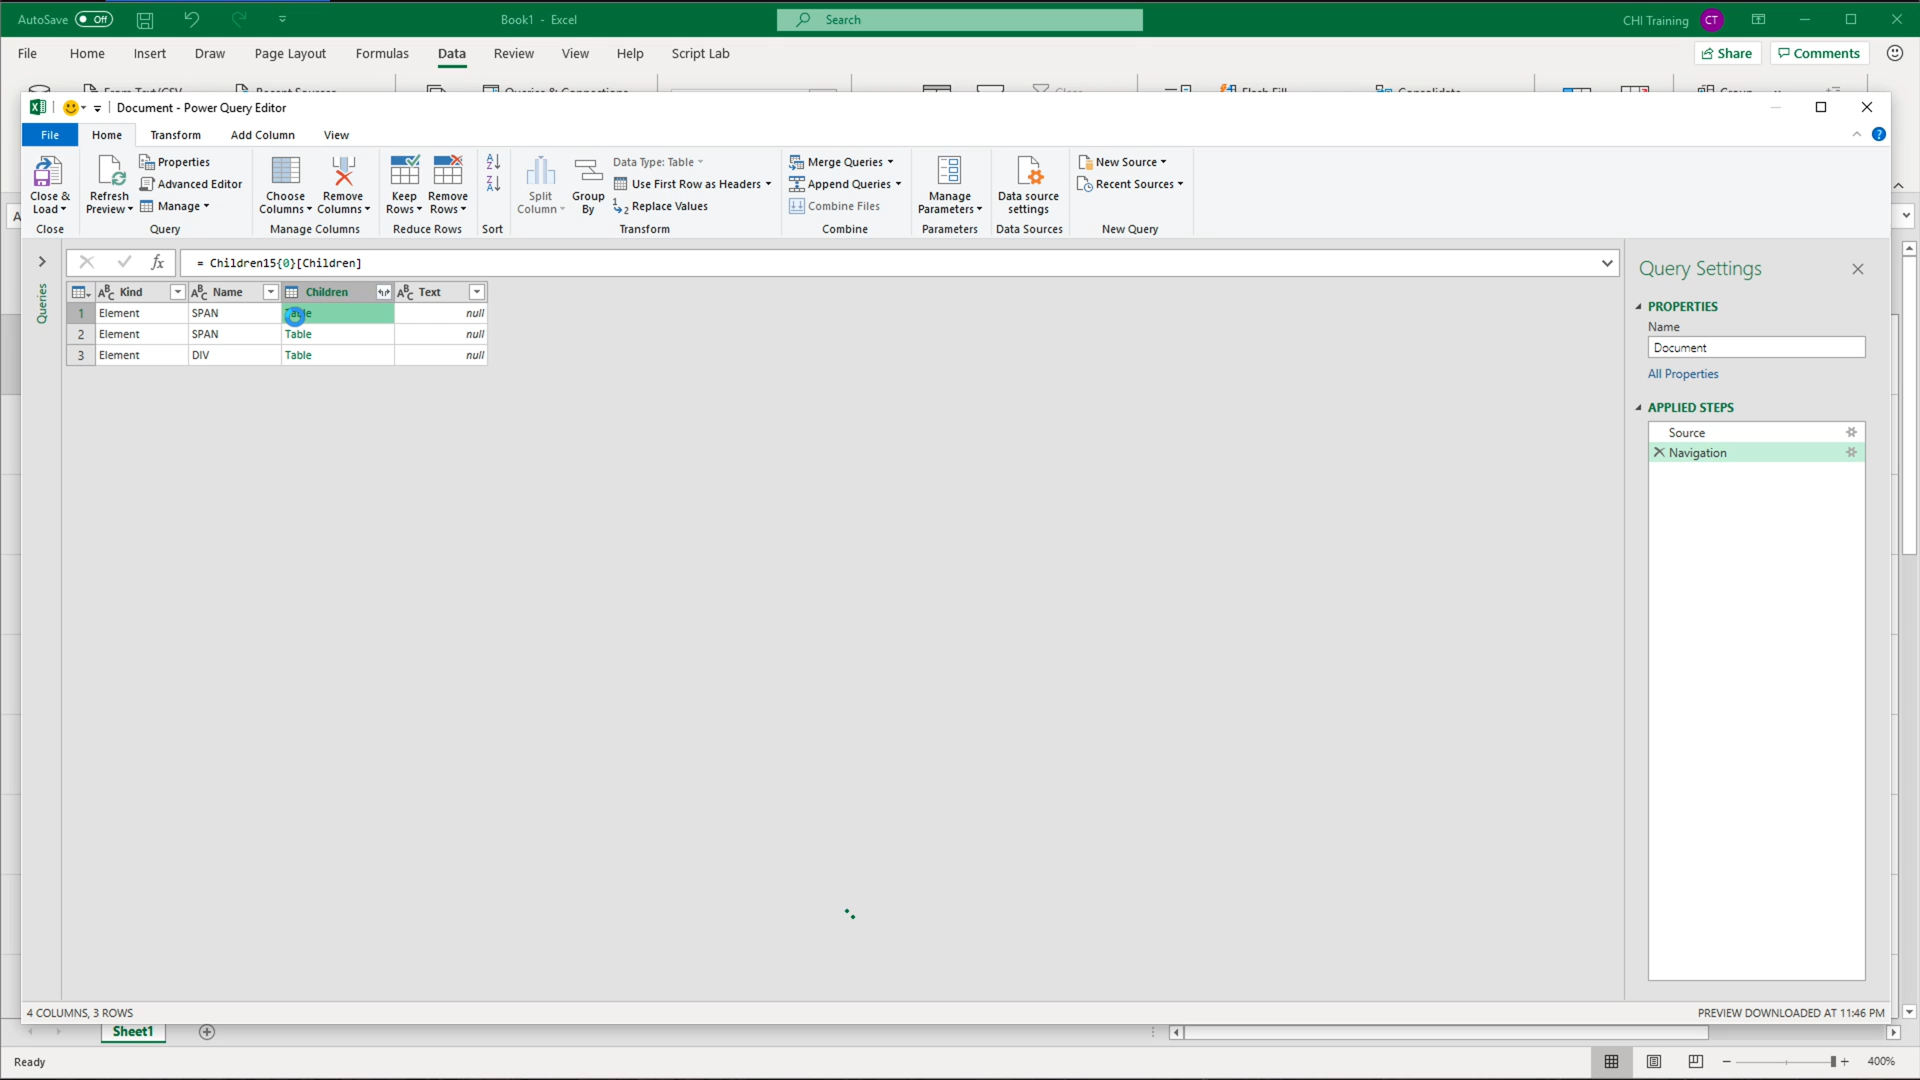 AutoSave Off Book1 - Excel Search CHI Training CT
File Home Insert Draw Page Layout Formulas Data Review View Help Script Lab Share Comments
Document - Power Query Editor
File Home Transform Add Column View
Close & Load
Refresh Preview
Properties
Advanced Editor
Manage
Choose Columns
Remove Columns
Keep Rows
Remove Rows
Split Column
Group By
Data Type: Table
Use First Row as Headers
Replace Values
Merge Queries
Append Queries
Combine Files
Manage Parameters
Data source settings
New Source
Recent Sources
Close Query Manage Columns Reduce Rows Sort Transform Combine Parameters Data Sources New Query
= Children15{0}[Children]
Queries
Kind Name Children Text
1 Element SPAN Table null
2 Element SPAN Table null
3 Element DIV Table null
Query Settings
PROPERTIES
Name
Document
All Properties
APPLIED STEPS
Source
Navigation
4 COLUMNS, 3 ROWS PREVIEW DOWNLOADED AT 11:46 PM
Sheet1
Ready 400%